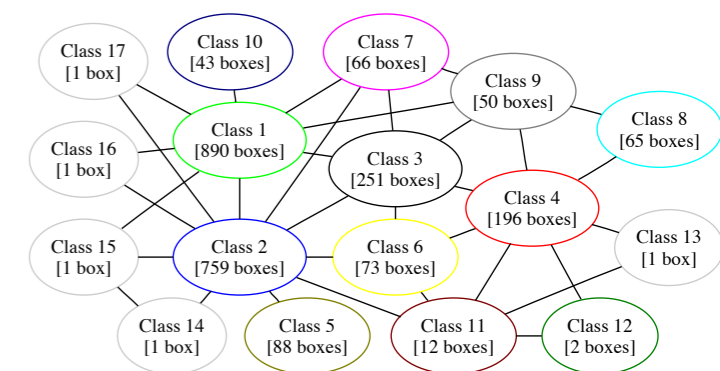 Class 17
[1 box]
Class 10
[43 boxes]
Class 7
[66 boxes]
Class 9
[50 boxes]
Class 8
[65 boxes]
Class 1
[890 boxes]
Class 16
[1 box]
Class 3
[251 boxes]
Class 4
[196 boxes]
Class 15
[1 box]
Class 2
[759 boxes]
Class 6
[73 boxes]
Class 13
[1 box]
Class 14
[1 box]
Class 5
[88 boxes]
Class 11
[12 boxes]
Class 12
[2 boxes]